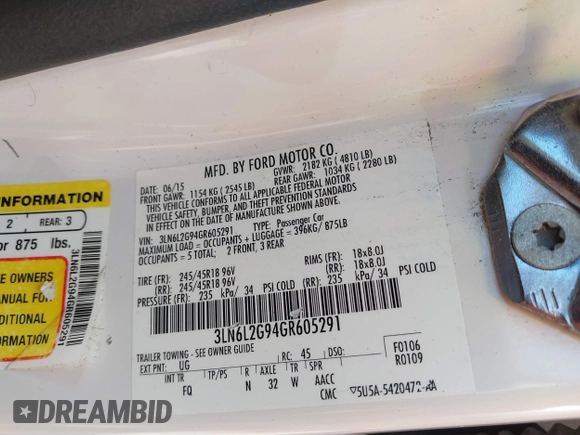 INFORMATION
2 REAR: 3
or 875 lbs.
E OWNERS
ANUAL FOR
DDITIONAL
FORMATION
3LN6L2G94GR605291
MFD. BY FORD MOTOR CO.
DATE: 06/15 GVWR: 2182 KG ( 4810 LB)
FRONT GAWR: 1154 KG ( 2545 LB) REAR GAWR: 1034 KG ( 2280 LB)
THIS VEHICLE CONFORMS TO ALL APPLICABLE FEDERAL MOTOR
VEHICLE SAFETY, BUMPER, AND THEFT PREVENTION STANDARDS
IN EFFECT ON THE DATE OF MANUFACTURE SHOWN ABOVE.
VIN: 3LN6L2G94GR605291 TYPE: Passenger Car
MAXIMUM LOAD = OCCUPANTS + LUGGAGE = 396KG/ 875LB
OCCUPANTS = 5 TOTAL; 2 FRONT, 3 REAR
TIRE (FR): 245/45R18 96V RIMS (FR): 18x8.0J
(RR): 245/45R18 96V (RR): 18x8.0J
PRESSURE (FR): 235 kPa/ 34 PSI COLD (RR): 235 kPa/ 34 PSI COLD
3LN6L2G94GR605291
TRAILER TOWING - SEE OWNER GUIDE
EXT PNT: UG RC: 45 DSO: F0106
R0109
INT TR TP/PS R AXLE TR SPR
FQ N 32 W AACC
CMC 5U5A-5420472-AA
RIDEAMBID